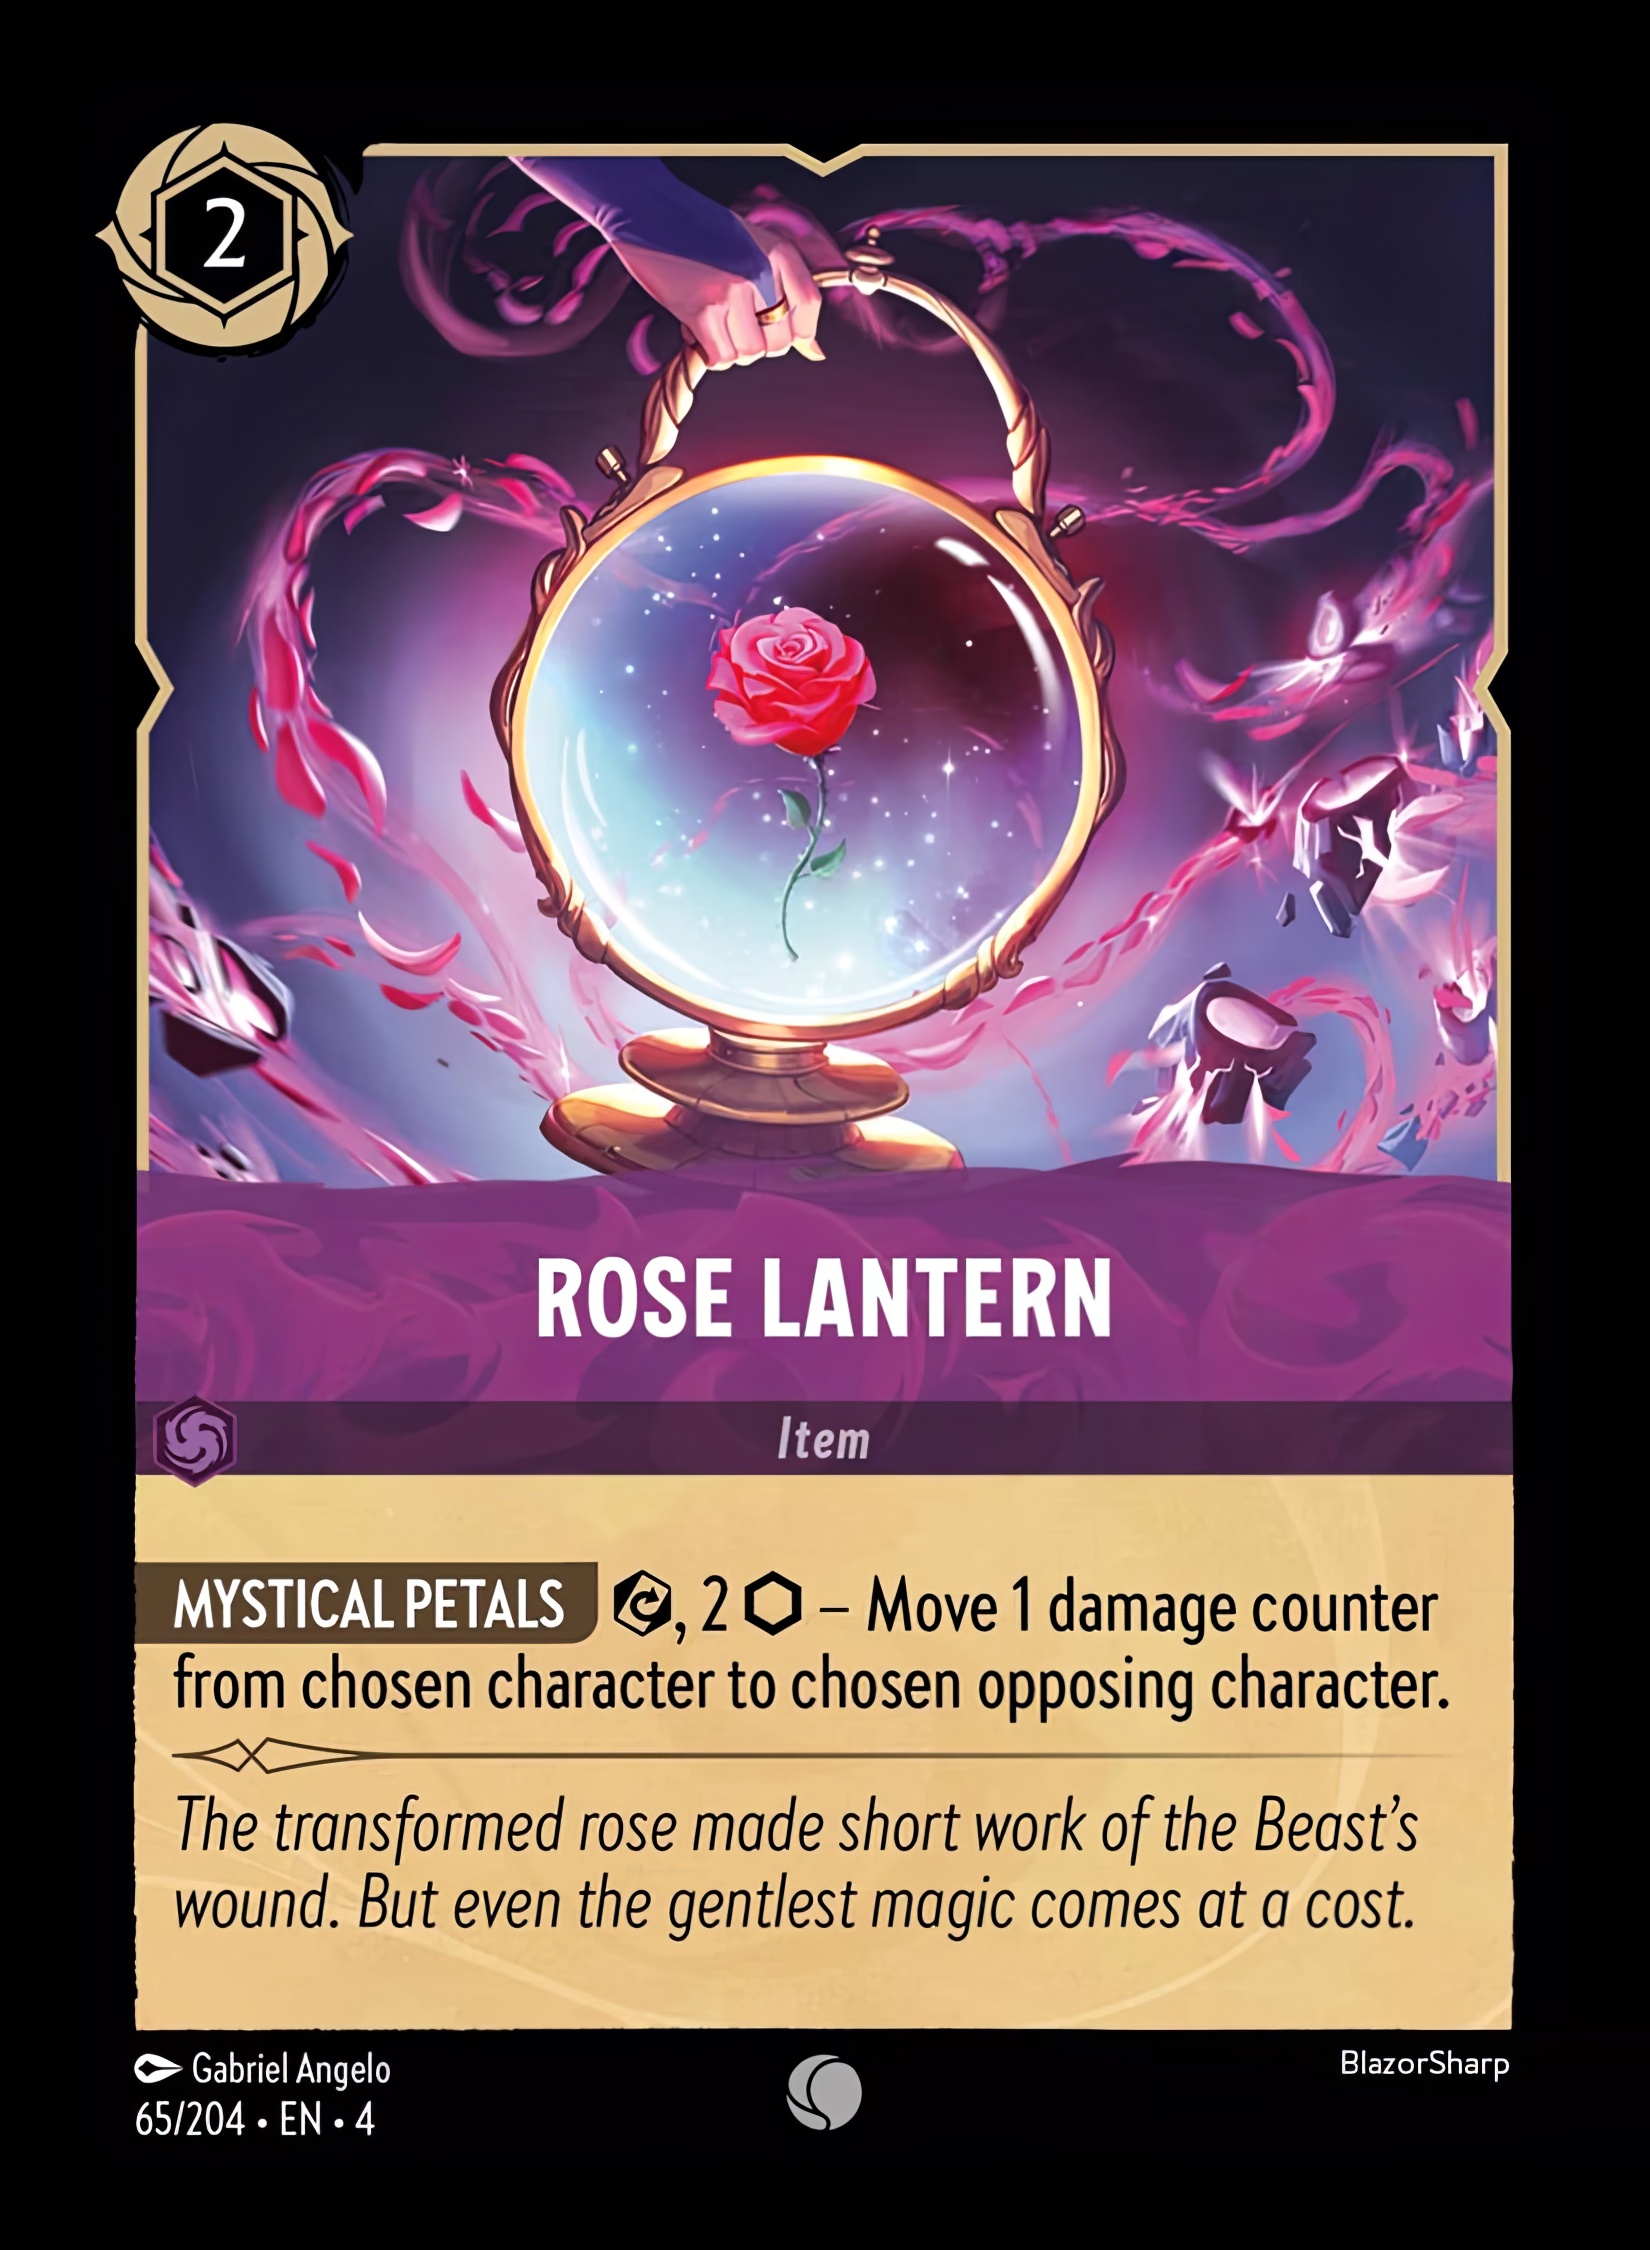 2
ROSE LANTERN
Item
MYSTICAL PETALS , 2 – Move 1 damage counter
from chosen character to chosen opposing character.
The transformed rose made short work of the Beast’s
wound. But even the gentlest magic comes at a cost.
Gabriel Angelo
BlazorSharp
65/204 • EN • 4